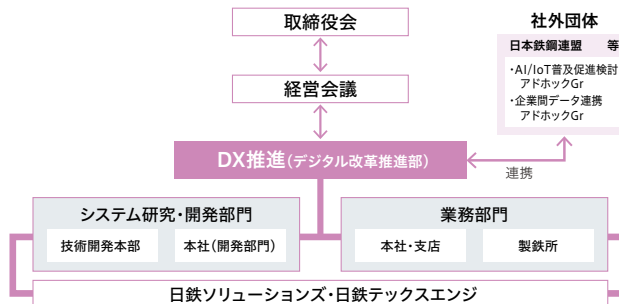 取締役会
経営会議
DX推進(デジタル改革推進部)
社外団体
日本鉄鋼連盟 等
・AI/IoT普及促進検討
アドホックGr
・企業間データ連携
アドホックGr
連携
システム研究・開発部門
技術開発本部
本社(開発部門)
業務部門
本社・支店
製鉄所
日鉄ソリューションズ・日鉄テックスエンジ